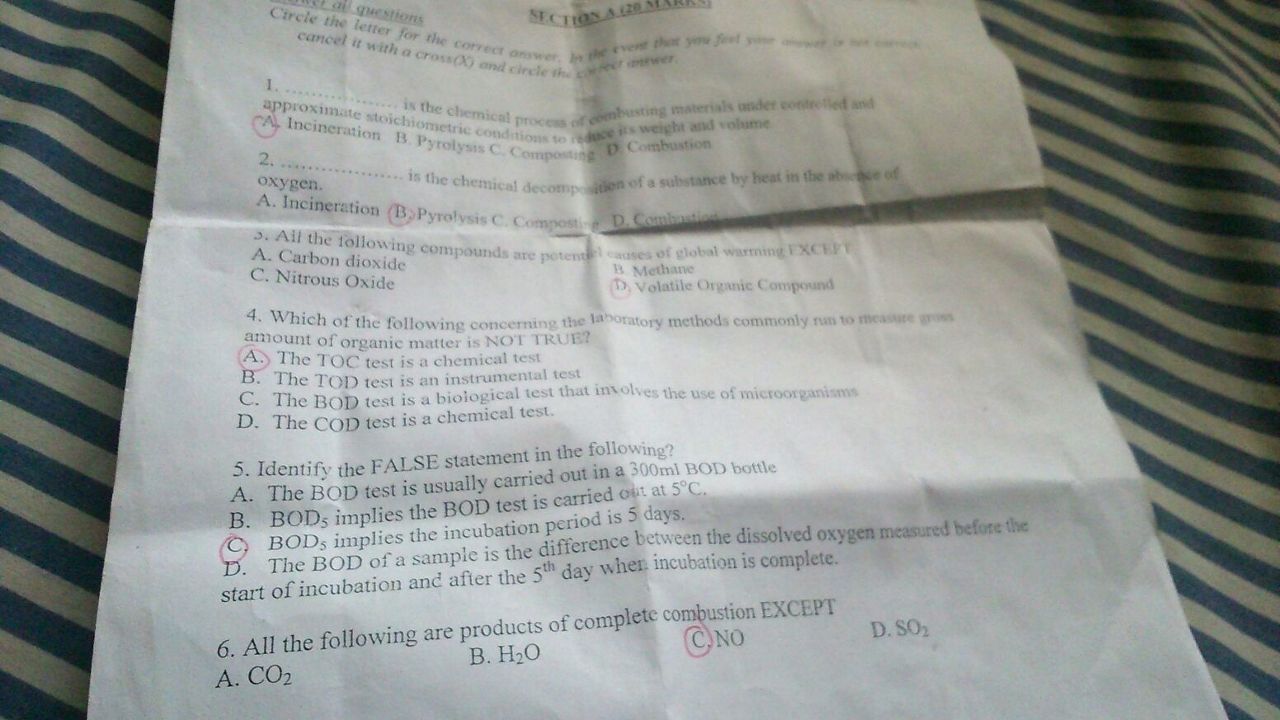 all questions
SECTION A (20 MARKS)
Circle the letter for the correct answer. In the event that you feel your answer is not correct,
cancel it with a cross(X) and circle the correct answer.
1. .................... is the chemical process of combusting materials under controlled and
approximate stoichiometric conditions to reduce its weight and volume
A. Incineration B. Pyrolysis C. Composting D. Combustion
2. .................... is the chemical decomposition of a substance by heat in the absence of
oxygen.
A. Incineration B. Pyrolysis C. Composting D. Combustion
3. All the following compounds are potential causes of global warming EXCEPT
A. Carbon dioxide B. Methane
C. Nitrous Oxide D. Volatile Organic Compound
4. Which of the following concerning the laboratory methods commonly run to measure gross
amount of organic matter is NOT TRUE?
A. The TOC test is a chemical test
B. The TOD test is an instrumental test
C. The BOD test is a biological test that involves the use of microorganisms
D. The COD test is a chemical test.
5. Identify the FALSE statement in the following?
A. The BOD test is usually carried out in a 300ml BOD bottle
B. BOD₅ implies the BOD test is carried out at 5°C.
C. BOD₅ implies the incubation period is 5 days.
D. The BOD of a sample is the difference between the dissolved oxygen measured before the
start of incubation and after the 5th day when incubation is complete.
6. All the following are products of complete combustion EXCEPT
A. CO₂ B. H₂O C. NO D. SO₂